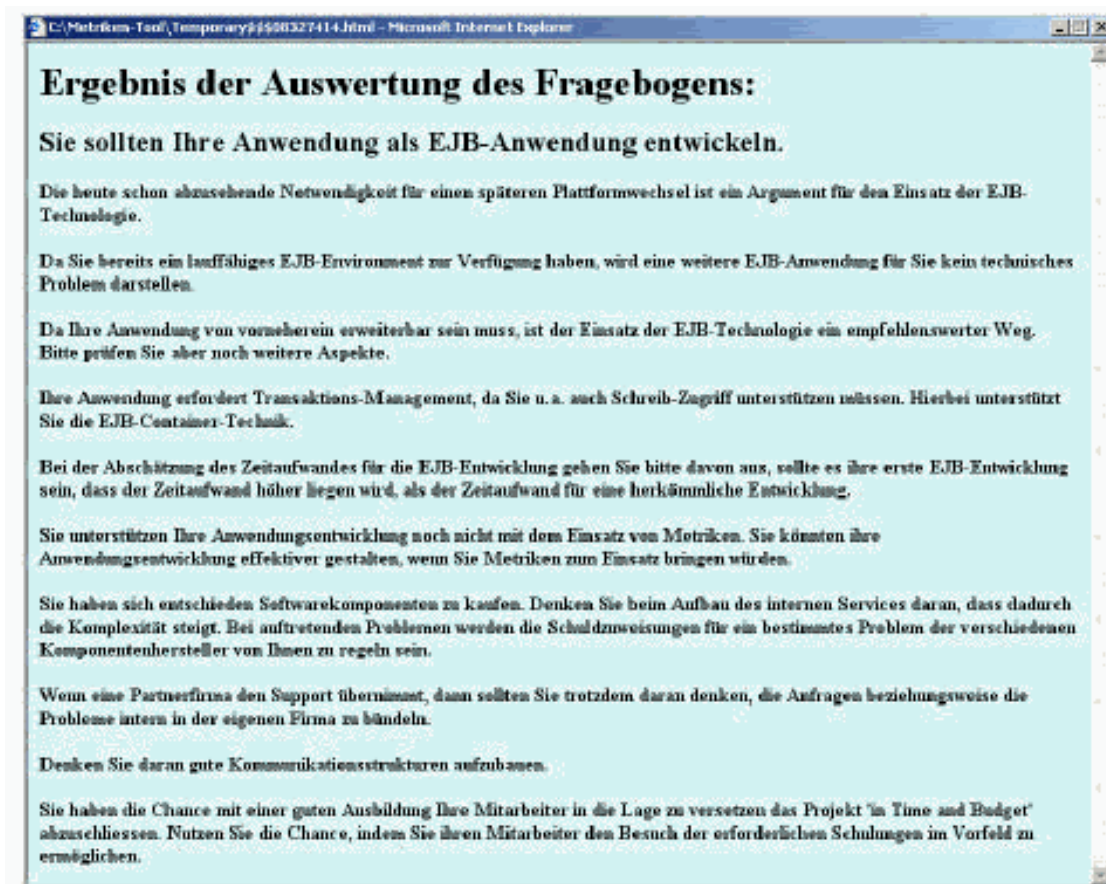 C:\Metriken-Tool\Temporary$$$08327414.html - Microsoft Internet Explorer
Ergebnis der Auswertung des Fragebogens:
Sie sollten Ihre Anwendung als EJB-Anwendung entwickeln.
Die heute schon abzusehende Notwendigkeit für einen späteren Plattformwechsel ist ein Argument für den Einsatz der EJB-
Technologie.
Da Sie bereits ein lauffähiges EJB-Environment zur Verfügung haben, wird eine weitere EJB-Anwendung für Sie kein technisches
Problem darstellen.
Da Ihre Anwendung von vorneherein erweiterbar sein muss, ist der Einsatz der EJB-Technologie ein empfehlenswerter Weg.
Bitte prüfen Sie aber noch weitere Aspekte.
Ihre Anwendung erfordert Transaktions-Management, da Sie u.a. auch Schreib-Zugriff unterstützen müssen. Hierbei unterstützt
Sie die EJB-Container-Technik.
Bei der Abschätzung des Zeitaufwandes für die EJB-Entwicklung gehen Sie bitte davon aus, sollte es ihre erste EJB-Entwicklung
sein, dass der Zeitaufwand höher liegen wird, als der Zeitaufwand für eine herkömmliche Entwicklung.
Sie unterstützen Ihre Anwendungsentwicklung noch nicht mit dem Einsatz von Metriken. Sie könnten ihre
Anwendungsentwicklung effektiver gestalten, wenn Sie Metriken zum Einsatz bringen würden.
Sie haben sich entschieden Softwarekomponenten zu kaufen. Denken Sie beim Aufbau des internen Services daran, dass dadurch
die Komplexität steigt. Bei auftretenden Problemen werden die Schuldzuweisungen für ein bestimmtes Problem der verschiedenen
Komponentenhersteller von Ihnen zu regeln sein.
Wenn eine Partnerfirma den Support übernimmt, dann sollten Sie trotzdem daran denken, die Anfragen beziehungsweise die
Probleme intern in der eigenen Firma zu bündeln.
Denken Sie daran gute Kommunikationsstrukturen aufzubauen.
Sie haben die Chance mit einer guten Ausbildung Ihre Mitarbeiter in die Lage zu versetzen das Projekt 'in Time and Budget'
abzuschliessen. Nutzen Sie die Chance, indem Sie ihren Mitarbeiter den Besuch der erforderlichen Schulungen im Vorfeld zu
ermöglichen.